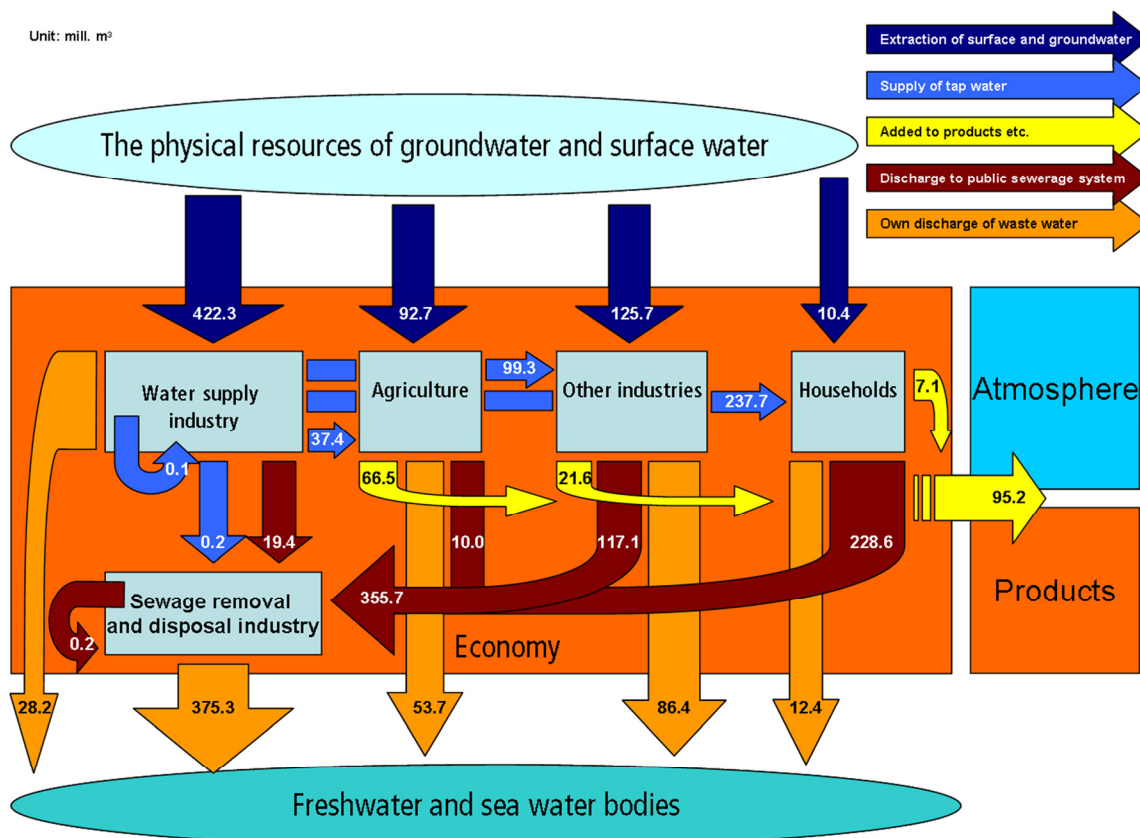 Unit: mill. m³
Extraction of surface and groundwater
Supply of tap water
Added to products etc.
Discharge to public sewerage system
Own discharge of waste water
The physical resources of groundwater and surface water
422.3
92.7
125.7
10.4
Water supply
industry
Agriculture
Other industries
Households
99.3
237.7
37.4
7.1
Atmosphere
0.1
66.5
21.6
95.2
0.2
19.4
10.0
117.1
228.6
Products
Sewage removal
and disposal industry
355.7
0.2
Economy
28.2
375.3
53.7
86.4
12.4
Freshwater and sea water bodies